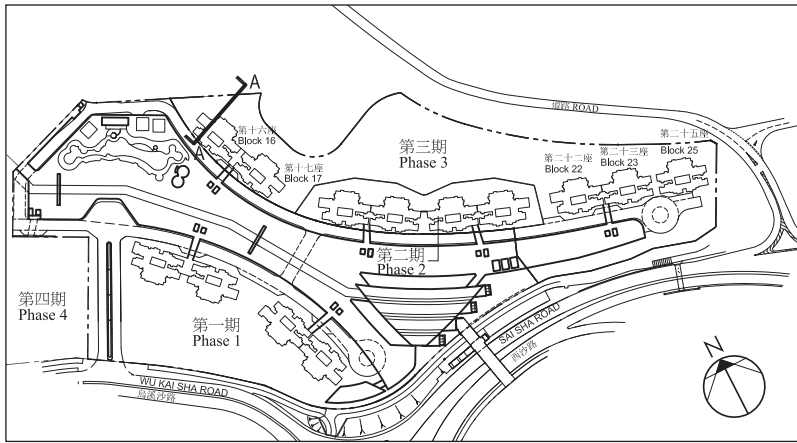 A
A
第十六座
Block 16
第十七座
Block 17
道路 ROAD
第三期
Phase 3
第二十二座
Block 22
第二十三座
Block 23
第二十五座
Block 25
第二期
Phase 2
第四期
Phase 4
第一期
Phase 1
SAI SHA ROAD
西沙路
WU KAI SHA ROAD
烏溪沙路
N